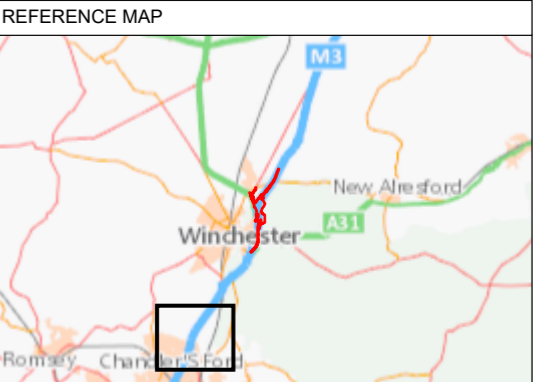 REFERENCE MAP
M3
New Alresford
A31
Winchester
Romsey
Chandler'S Ford